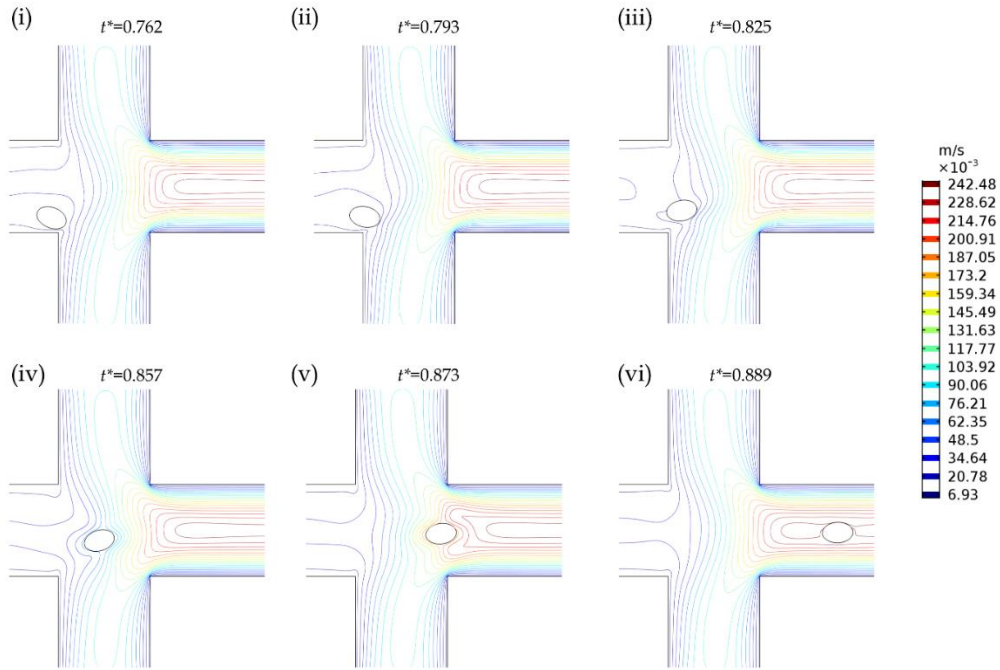 (i)
t*=0.762
(ii)
t*=0.793
(iii)
t*=0.825
m/s
×10⁻³
242.48
228.62
214.76
200.91
187.05
173.2
159.34
145.49
131.63
117.77
103.92
90.06
76.21
62.35
48.5
34.64
20.78
6.93
(iv)
t*=0.857
(v)
t*=0.873
(vi)
t*=0.889